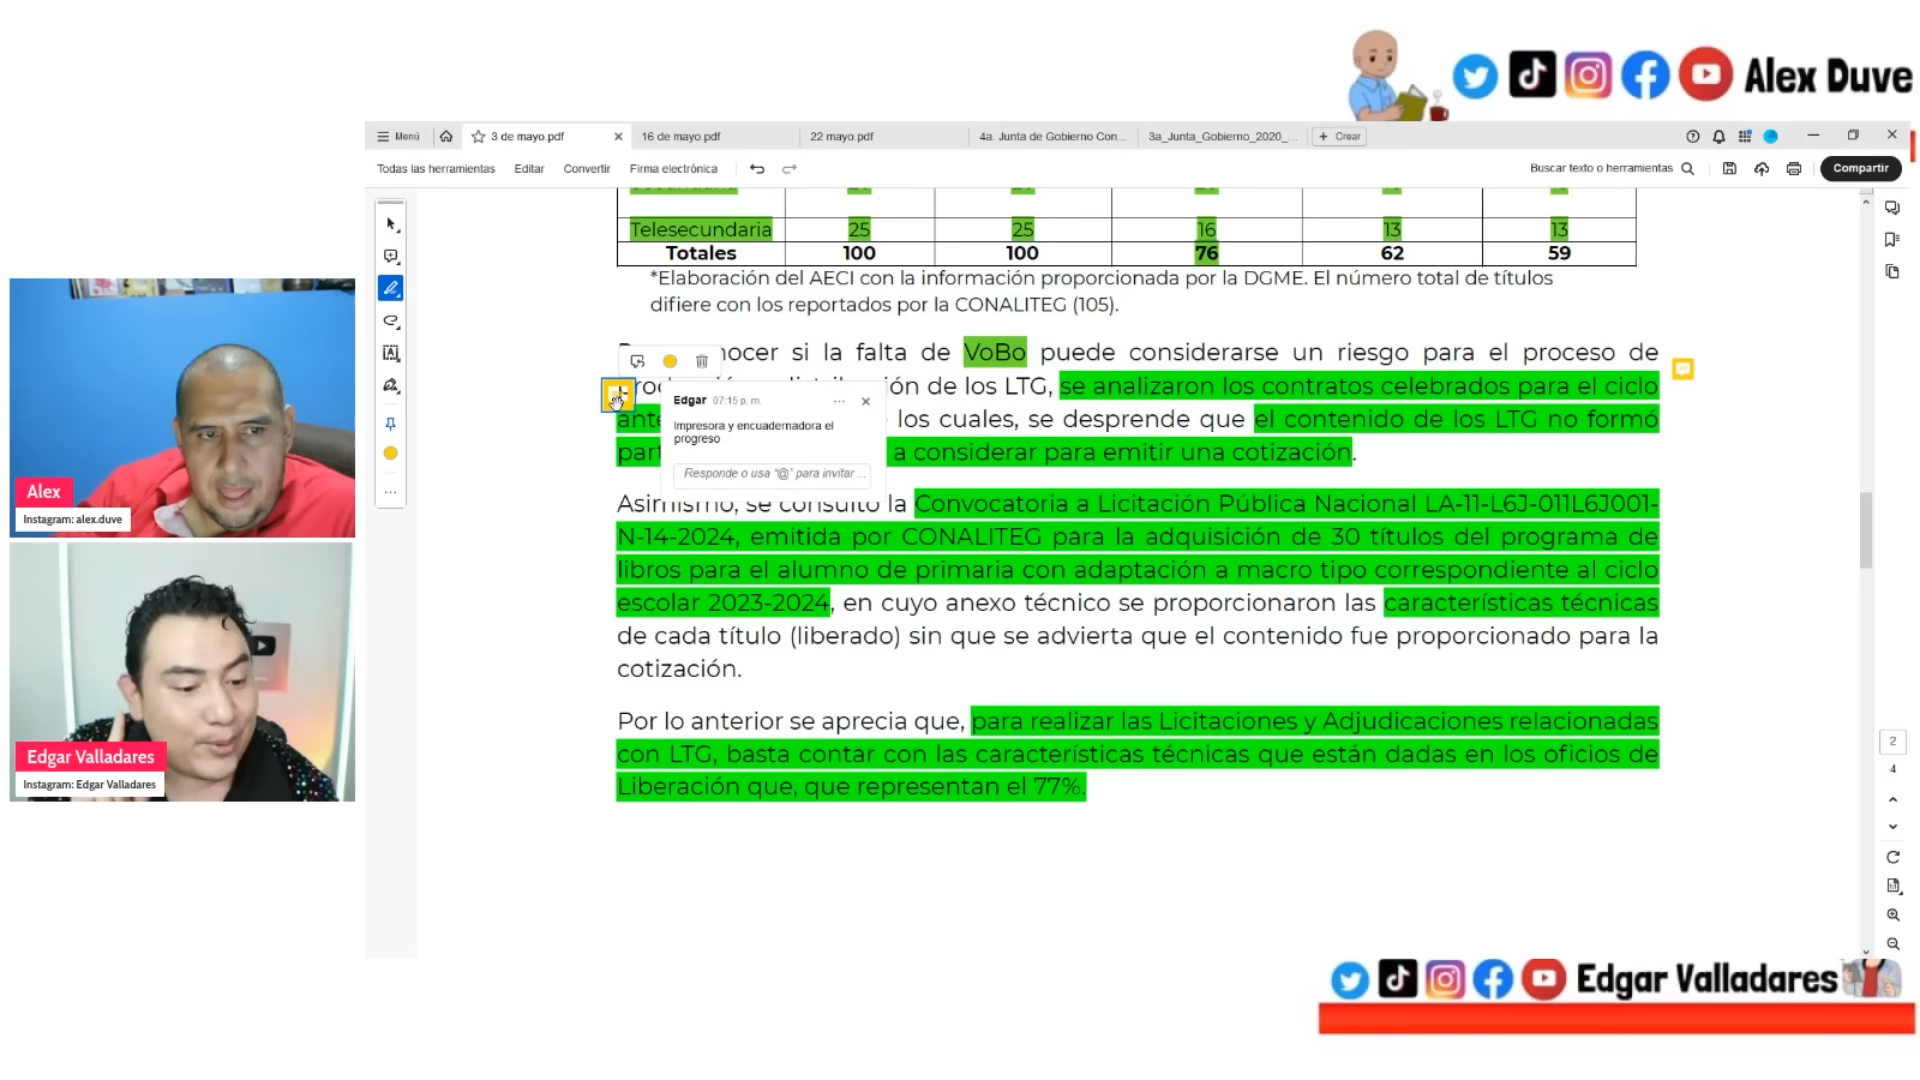 Alex Duve
Menú
3 de mayo.pdf
16 de mayo.pdf
22 mayo.pdf
4a. Junta de Gobierno Con...
3a_Junta_Gobierno_2020_...
+ Crear
Todas las herramientas
Editar
Convertir
Firma electrónica
Buscar texto o herramientas
Compartir
Telesecundaria 25 25 16 13 13
Totales 100 100 76 62 59
*Elaboración del AECI con la información proporcionada por la DGME. El número total de títulos
difiere con los reportados por la CONALITEG (105).
si la falta de VoBo puede considerarse un riesgo para el proceso de
de los LTG, se analizaron los contratos celebrados para el ciclo
los cuales, se desprende que el contenido de los LTG no formó
a considerar para emitir una cotización.
Edgar 07:15 p. m.
Impresora y encuadernadora el
progreso
Responde o usa "@" para invitar ...
Asimismo, se consultó la Convocatoria a Licitación Pública Nacional LA-11-L6J-011L6J001-
N-14-2024, emitida por CONALITEG para la adquisición de 30 títulos del programa de
libros para el alumno de primaria con adaptación a macro tipo correspondiente al ciclo
escolar 2023-2024, en cuyo anexo técnico se proporcionaron las características técnicas
de cada título (liberado) sin que se advierta que el contenido fue proporcionado para la
cotización.
Por lo anterior se aprecia que, para realizar las Licitaciones y Adjudicaciones relacionadas
con LTG, basta contar con las características técnicas que están dadas en los oficios de
Liberación que, que representan el 77%.
2
4
Alex
Instagram: alex.duve
Edgar Valladares
Instagram: Edgar Valladares
Edgar Valladares